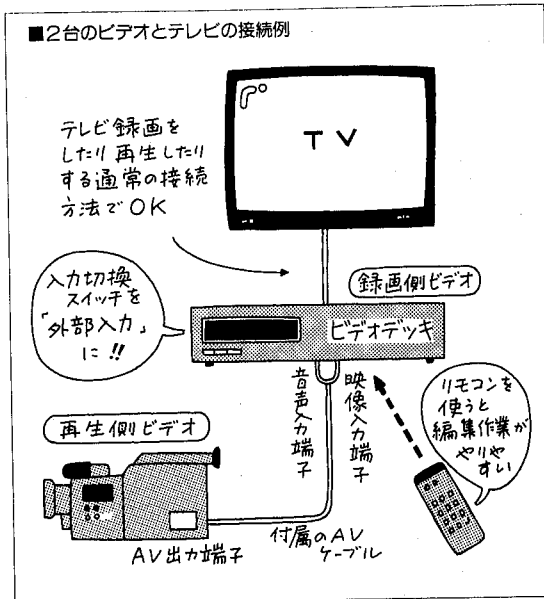 ■2台のビデオとテレビの接続例
TV
テレビ録画を
したり再生したり
する通常の接続
方法でOK
録画側ビデオ
入力切換
スイッチを
「外部入力」
に!!
ビデオデッキ
音声入力端子
映像入力端子
リモコンを
使うと
編集作業が
やりや
すい
再生側ビデオ
AV出力端子
付属のAV
ケーブル